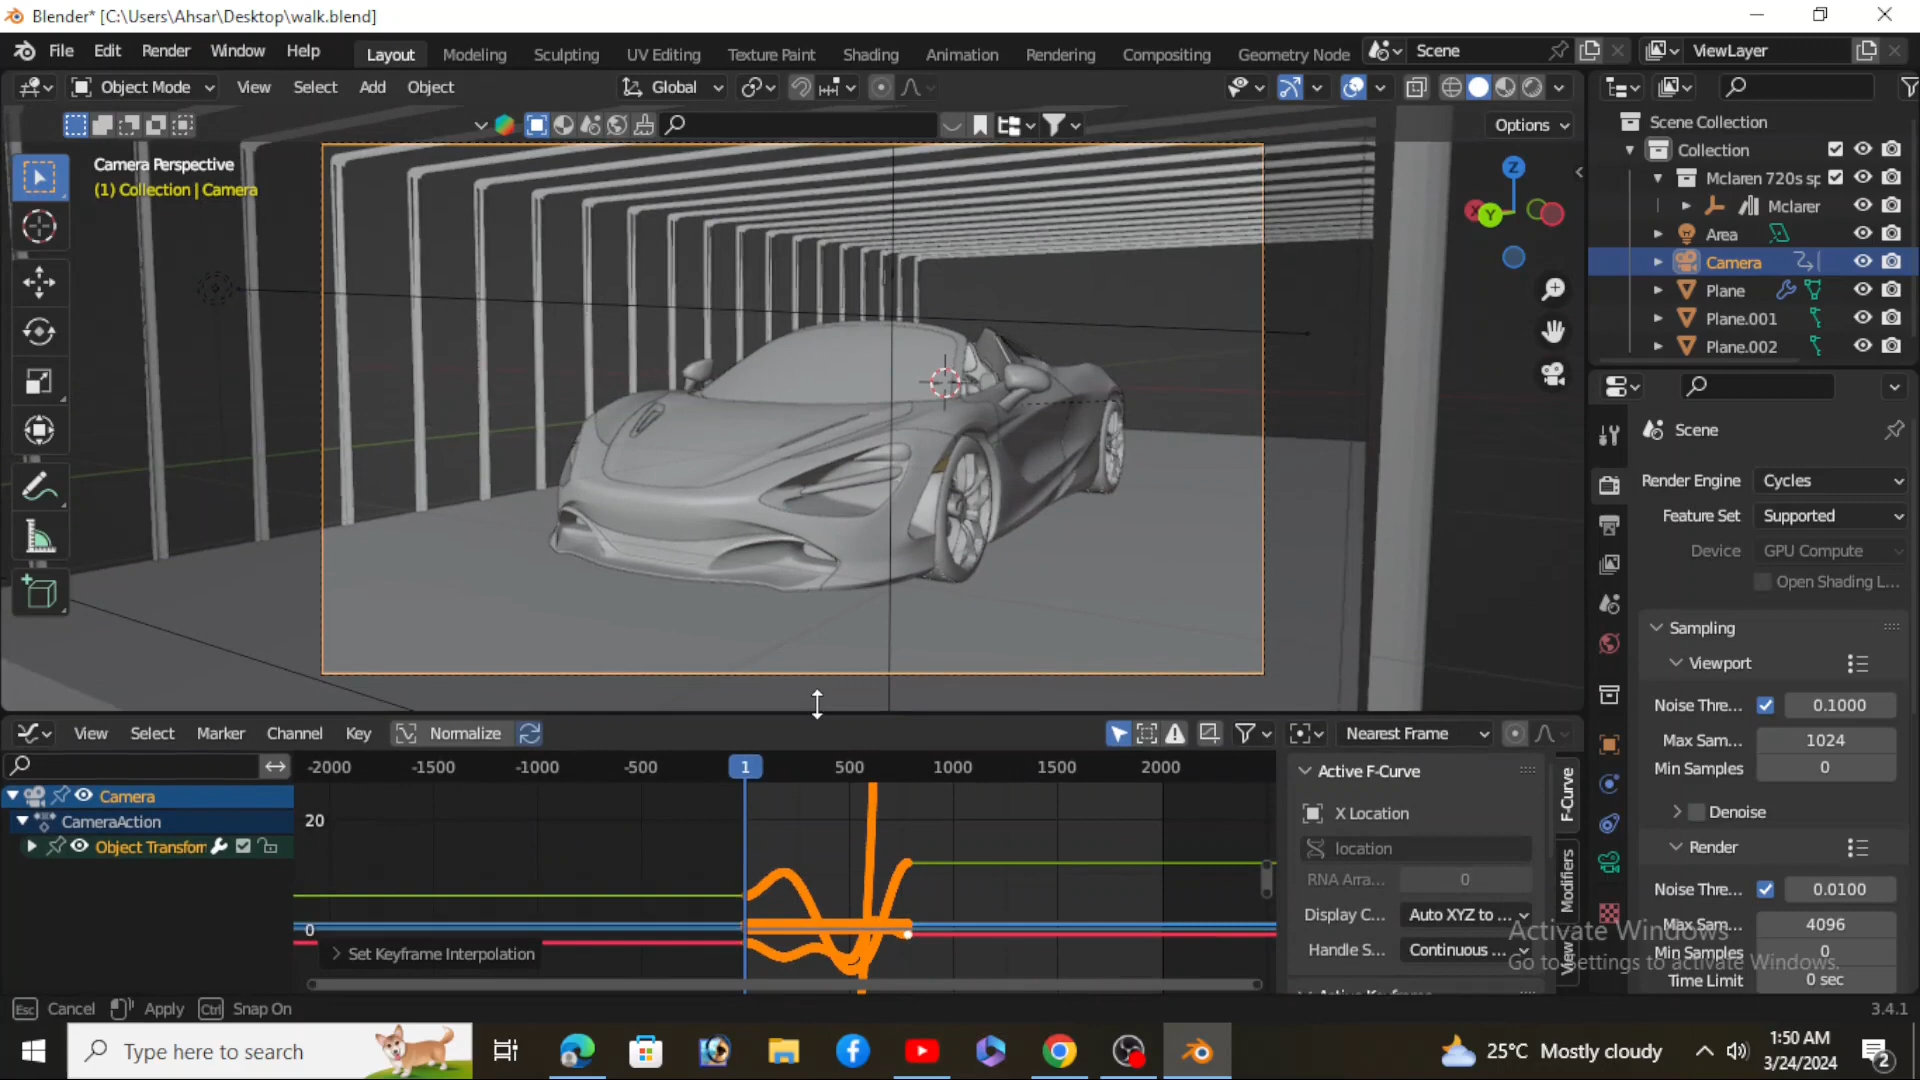 Blender* [C:\Users\Ahsar\Desktop\walk.blend]
File Edit Render Window Help
Layout Modeling Sculpting UV Editing Texture Paint Shading Animation Rendering Compositing Geometry Node
Scene
ViewLayer
Object Mode View Select Add Object
Global
Options
Camera Perspective
(1) Collection | Camera
Z
X
Y
Scene Collection
Collection
Mclaren 720s sp
Mclarer
Area
Camera
Plane
Plane.001
Plane.002
Scene
Render Engine Cycles
Feature Set Supported
Device GPU Compute
Open Shading L...
Sampling
Viewport
Noise Thre... 0.1000
Max Sam... 1024
Min Samples 0
Denoise
Render
Noise Thre... 0.0100
Max Sam... 4096
Min Samples 0
Time Limit 0 sec
View Select Marker Channel Key Normalize
Nearest Frame
-2000 -1500 -1000 -500 1 500 1000 1500 2000
Camera
CameraAction
Object Transfom
20
0
Set Keyframe Interpolation
Active F-Curve
X Location
location
RNA Arra... 0
Display C... Auto XYZ to ...
Handle S... Continuous ...
F-Curve
Modifiers
View
Activate Windows
Go to Settings to activate Windows.
Esc Cancel Apply Ctrl Snap On
3.4.1
Type here to search
25°C Mostly cloudy
1:50 AM
3/24/2024
2